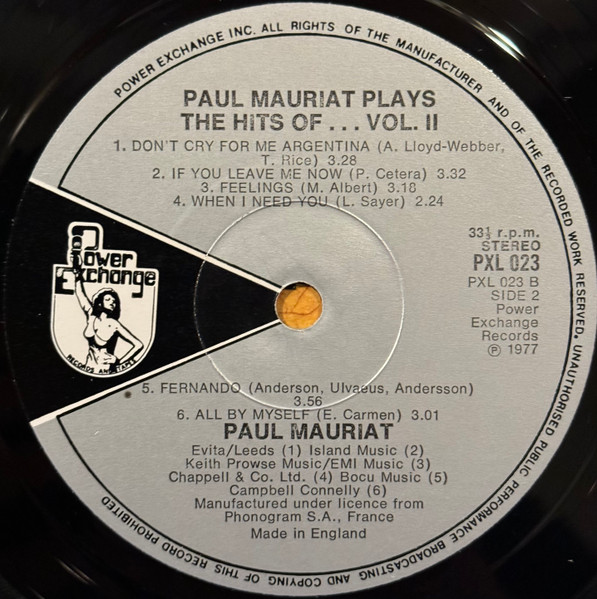 POWER EXCHANGE INC. ALL RIGHTS OF THE MANUFACTURER AND OF THE RECORDED WORK RESERVED. UNAUTHORISED PUBLIC PERFORMANCE BROADCASTING AND COPYING OF THIS RECORD PROHIBITED
PAUL MAURIAT PLAYS
THE HITS OF . . . VOL. II
1. DON'T CRY FOR ME ARGENTINA (A. Lloyd-Webber,
T. Rice) 3.28
2. IF YOU LEAVE ME NOW (P. Cetera) 3.32
3. FEELINGS (M. Albert) 3.18
4. WHEN I NEED YOU (L. Sayer) 2.24
33⅓ r.p.m.
STEREO
PXL 023
PXL 023 B
SIDE 2
Power
Exchange
Records
℗ 1977
Power
Exchange
RECORDS AND TAPES
5. FERNANDO (Anderson, Ulvaeus, Andersson)
3.56
6. ALL BY MYSELF (E. Carmen) 3.01
PAUL MAURIAT
Evita/Leeds (1) Island Music (2)
Keith Prowse Music/EMI Music (3)
Chappell & Co. Ltd. (4) Bocu Music (5)
Campbell Connelly (6)
Manufactured under licence from
Phonogram S.A., France
Made in England